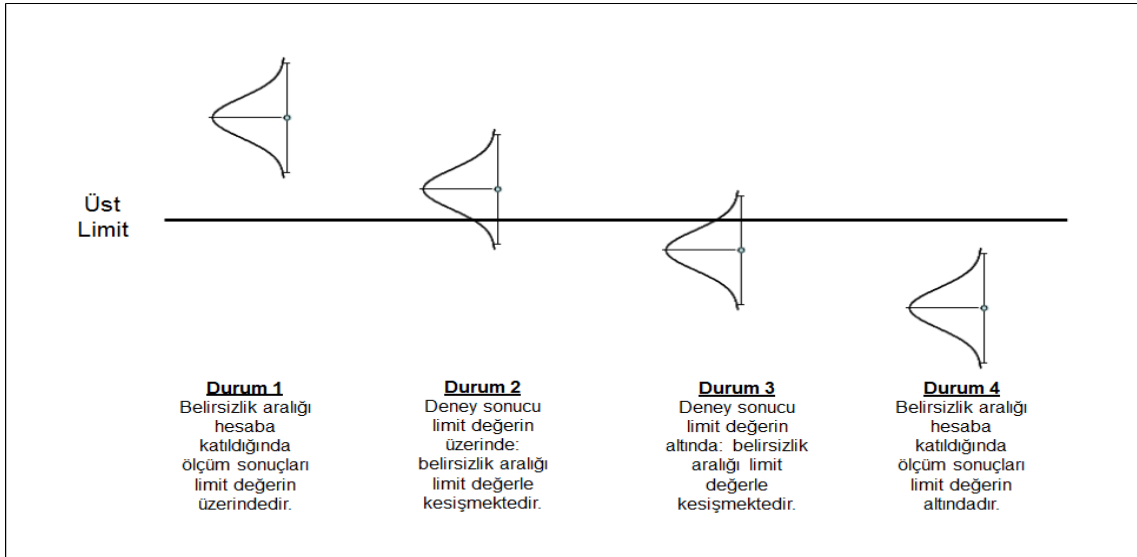 Üst
Limit
Durum 1
Belirsizlik aralığı
hesaba
katıldığında
ölçüm sonuçları
limit değerin
üzerindedir.
Durum 2
Deney sonucu
limit değerin
üzerinde:
belirsizlik aralığı
limit değerle
kesişmektedir.
Durum 3
Deney sonucu
limit değerin
altında: belirsizlik
aralığı limit
değerle
kesişmektedir.
Durum 4
Belirsizlik aralığı
hesaba
katıldığında
ölçüm sonuçları
limit değerin
altındadır.